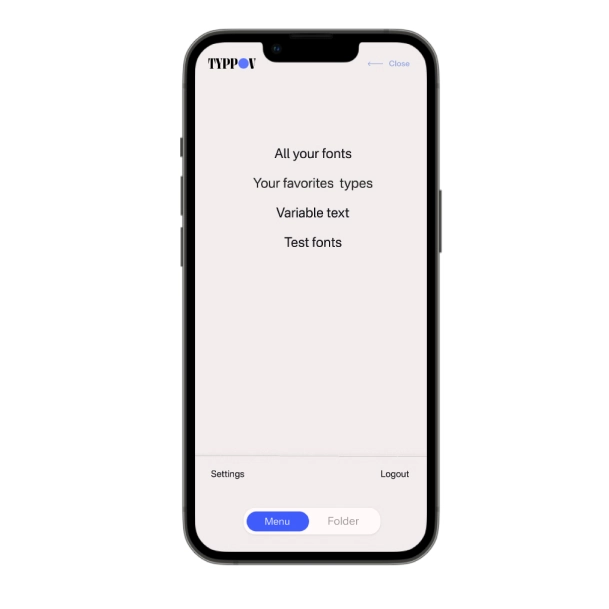 TYPPOV
← Close
All your fonts
Your favorites types
Variable text
Test fonts
Settings Logout
Menu Folder